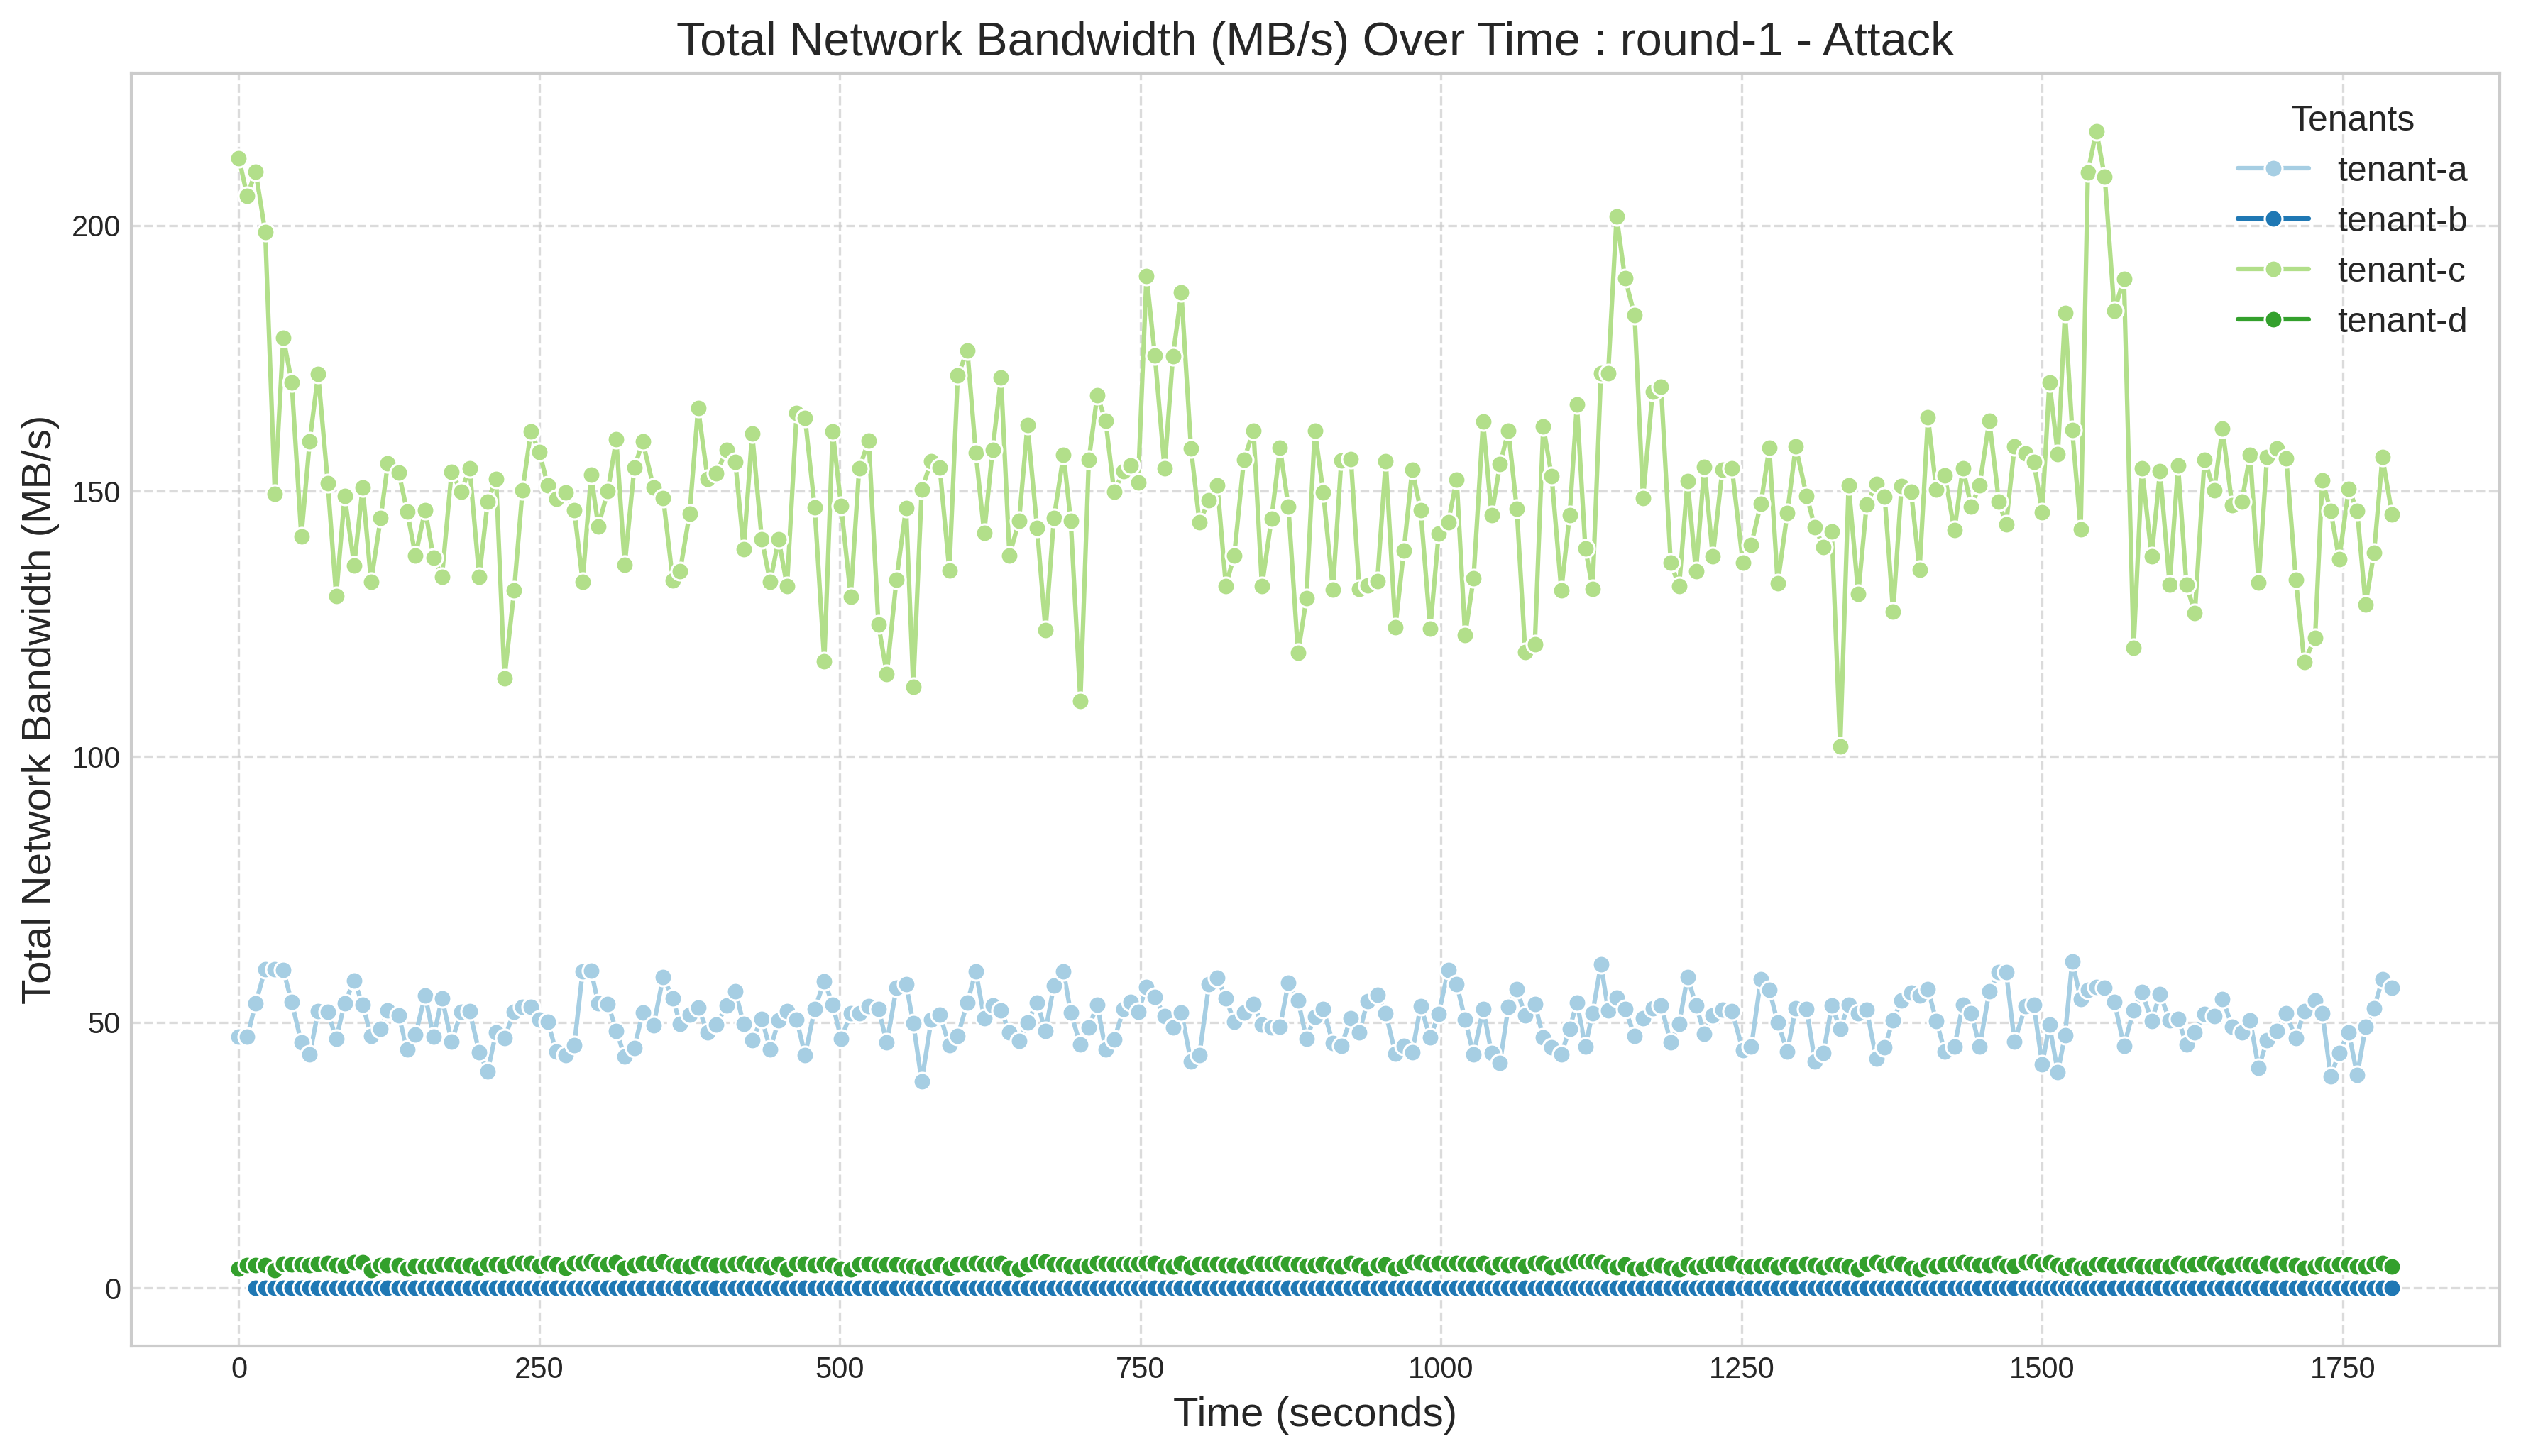 Total Network Bandwidth (MB/s) Over Time : round-1 - Attack
Total Network Bandwidth (MB/s)
200
150
100
50
0
0 250 500 750 1000 1250 1500 1750
Time (seconds)
Tenants
tenant-a
tenant-b
tenant-c
tenant-d